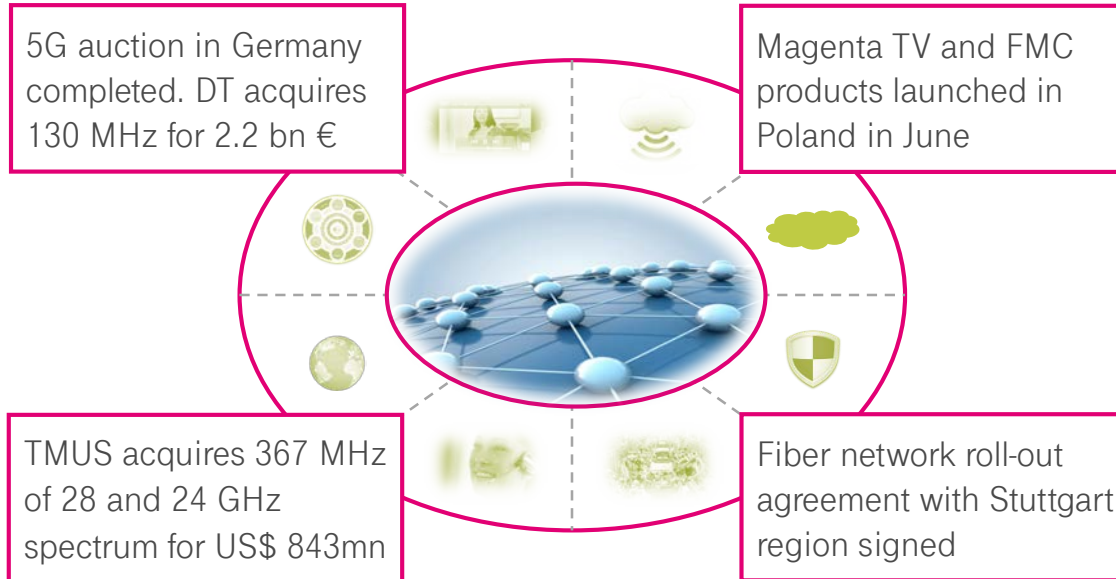 5G auction in Germany
completed. DT acquires
130 MHz for 2.2 bn €
Magenta TV and FMC
products launched in
Poland in June
TMUS acquires 367 MHz
of 28 and 24 GHz
spectrum for US$ 843mn
Fiber network roll-out
agreement with Stuttgart
region signed